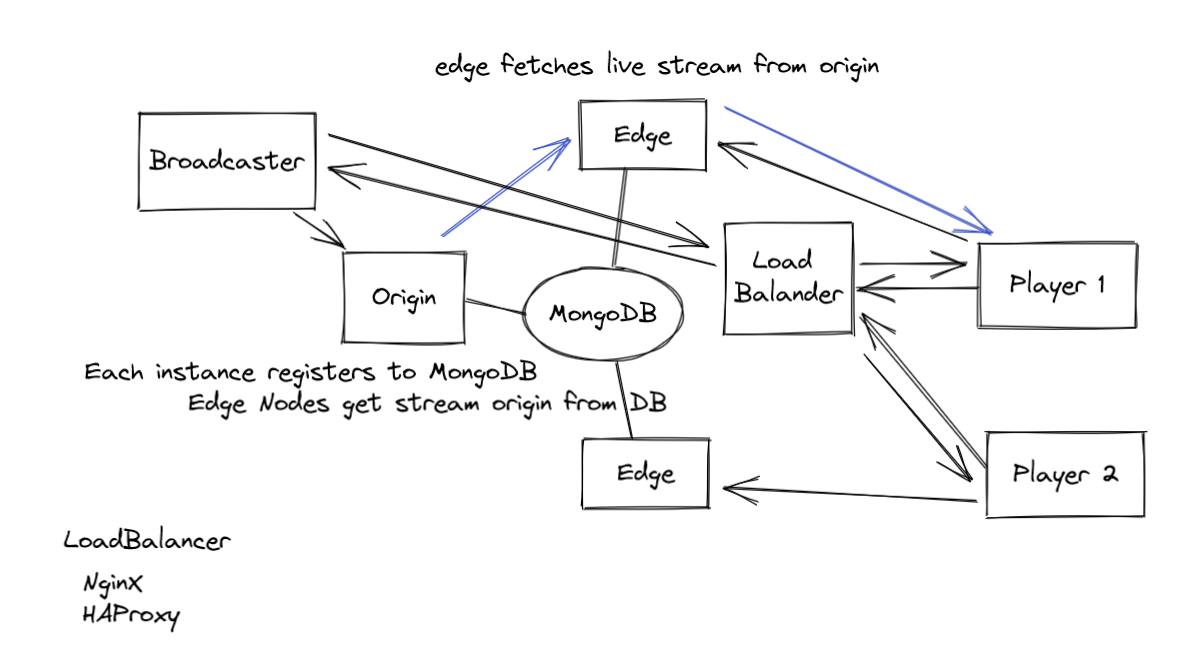 edge fetches live stream from origin
Edge
Broadcaster
Load
Balander
Origin
MongoDB
Player 1
Each instance registers to MongoDB
Edge Nodes get stream origin from DB
Edge
Player 2
LoadBalancer
NginX
HAProxy